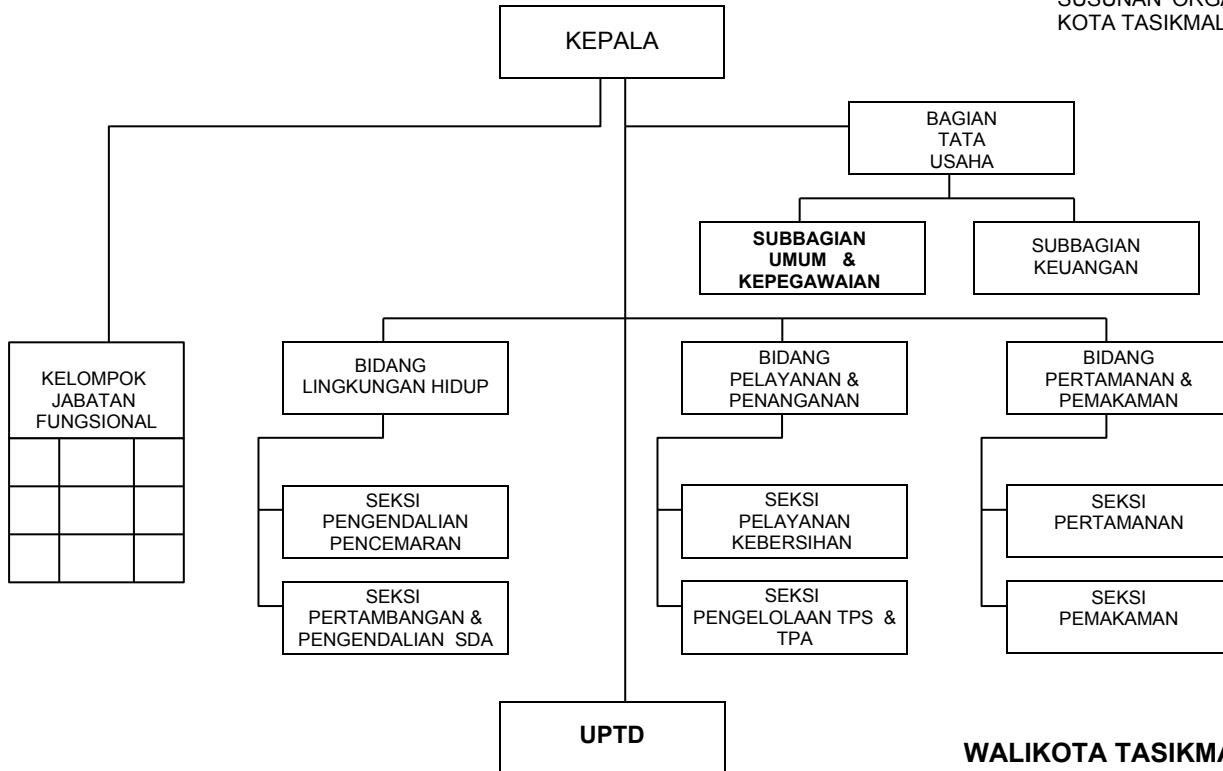 SUSUNAN ORGA
KOTA TASIKMAL
KEPALA
BAGIAN
TATA
USAHA
SUBBAGIAN
UMUM &
KEPEGAWAIAN
SUBBAGIAN
KEUANGAN
KELOMPOK
JABATAN
FUNGSIONAL
BIDANG
LINGKUNGAN HIDUP
BIDANG
PELAYANAN &
PENANGANAN
BIDANG
PERTAMANAN &
PEMAKAMAN
SEKSI
PENGENDALIAN
PENCEMARAN
SEKSI
PELAYANAN
KEBERSIHAN
SEKSI
PERTAMANAN
SEKSI
PERTAMBANGAN &
PENGENDALIAN SDA
SEKSI
PENGELOLAAN TPS &
TPA
SEKSI
PEMAKAMAN
UPTD
WALIKOTA TASIKMA